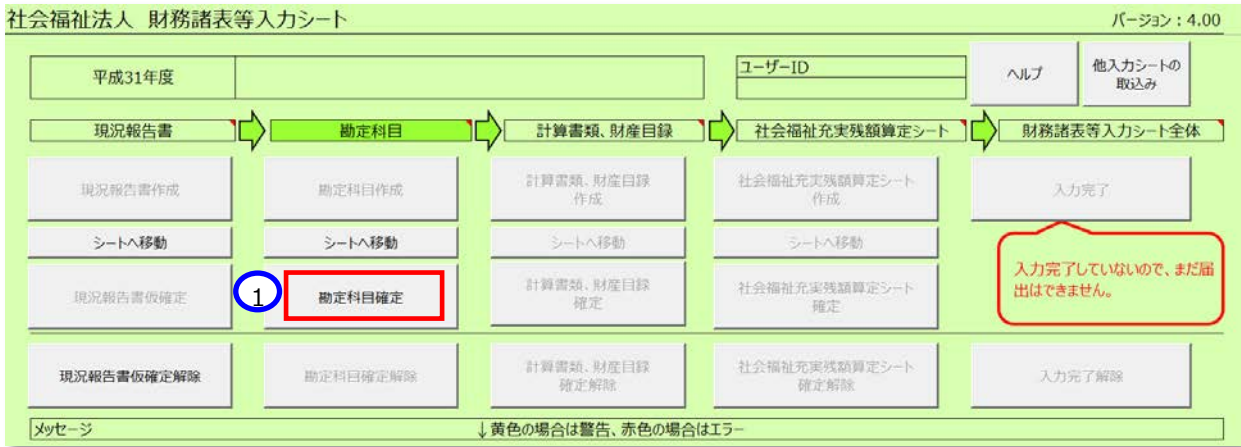 社会福祉法人 財務諸表等入力シート
バージョン:4.00
平成31年度
ユーザーID
ヘルプ
他入力シートの
取込み
現況報告書
勘定科目
計算書類、財産目録
社会福祉充実残額算定シート
財務諸表等入力シート全体
現況報告書作成
勘定科目作成
計算書類、財産目録
作成
社会福祉充実残額算定シート
作成
入力完了
シートへ移動
シートへ移動
シートへ移動
シートへ移動
入力完了していないので、まだ届
出はできません。
現況報告書仮確定
1
勘定科目確定
計算書類、財産目録
確定
社会福祉充実残額算定シート
確定
現況報告書仮確定解除
勘定科目確定解除
計算書類、財産目録
確定解除
社会福祉充実残額算定シート
確定解除
入力完了解除
メッセージ
↓黄色の場合は警告、赤色の場合はエラー